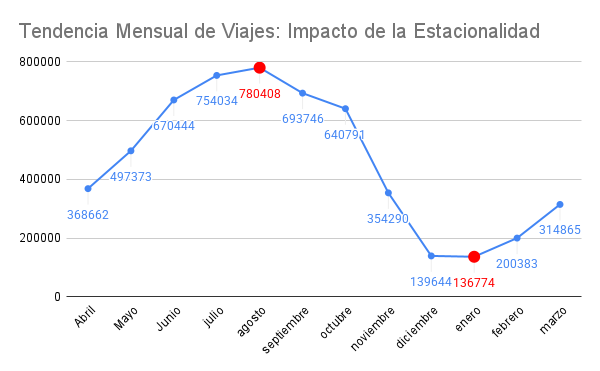 Tendencia Mensual de Viajes: Impacto de la Estacionalidad
800000
600000
400000
200000
0
368662
497373
670444
754034
780408
693746
640791
354290
139644
136774
200383
314865
Abril
Mayo
Junio
julio
agosto
septiembre
octubre
noviembre
diciembre
enero
febrero
marzo